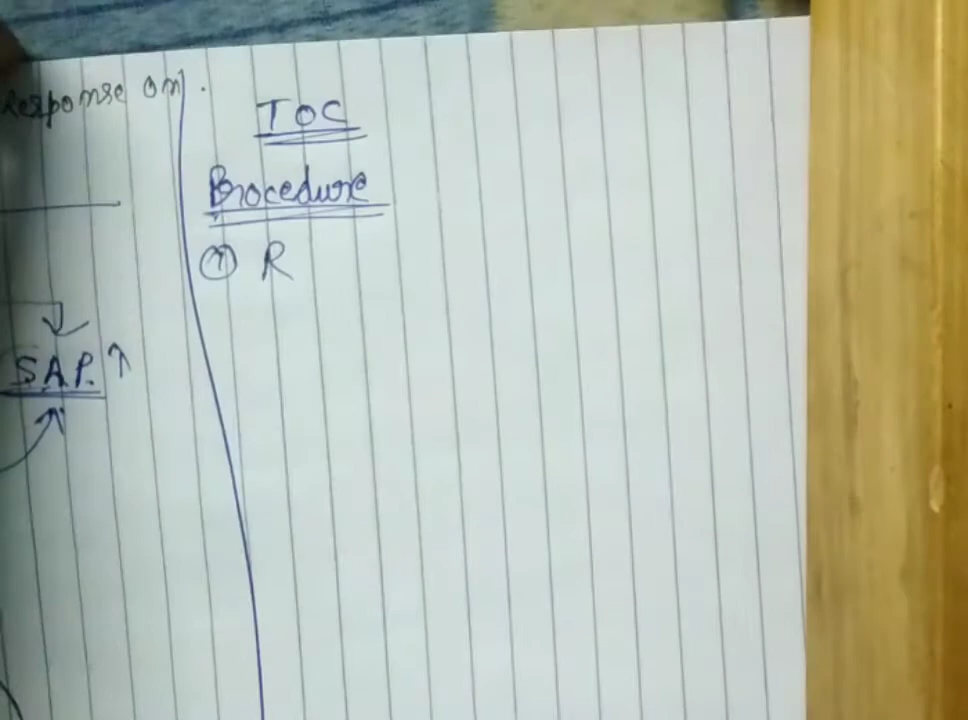 Response on.
S.A.P. ↑
TOC
Procedure
① R